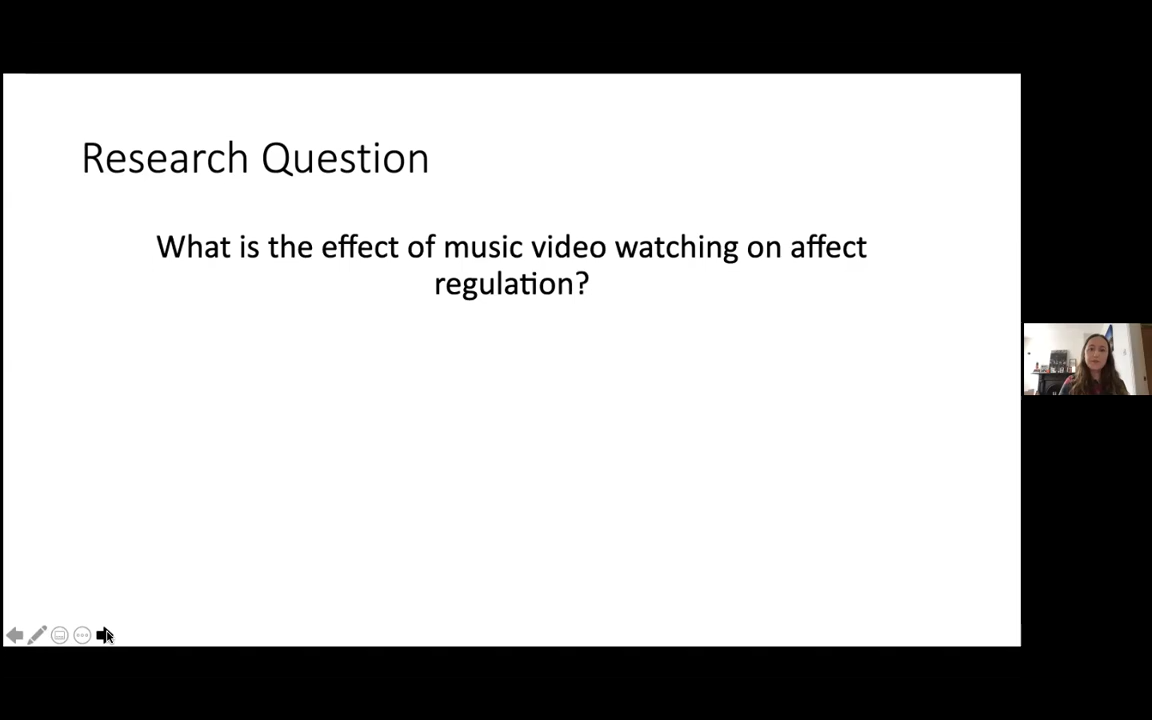 Research Question
What is the effect of music video watching on affect
regulation?